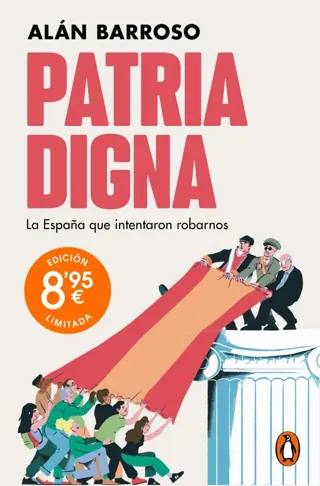 ALÁN BARROSO
PATRIA
DIGNA
La España que intentaron robarnos
EDICIÓN
8'95
€
LIMITADA